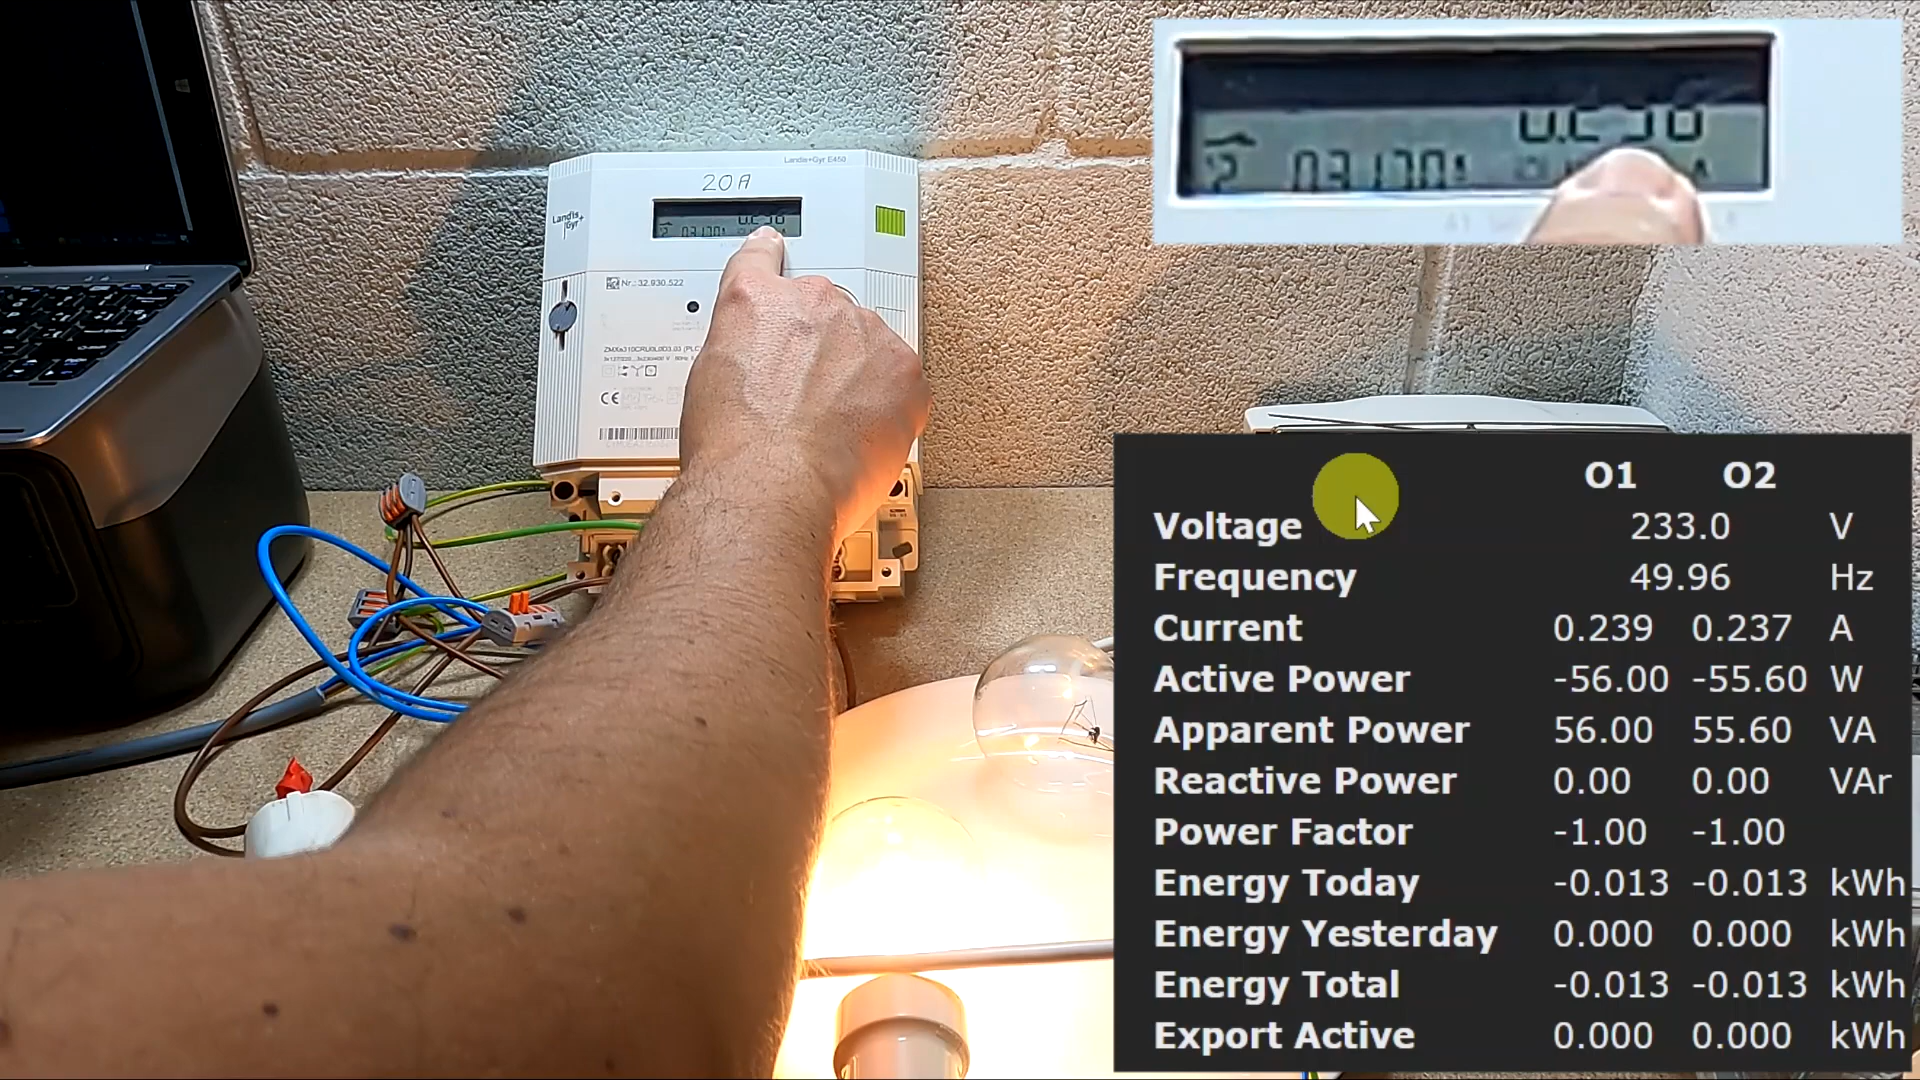 Landis+Gyr E450
20A
Landis
Gyr+
Nr.: 32.930.522
CE
O1 O2
Voltage 233.0 V
Frequency 49.96 Hz
Current 0.239 0.237 A
Active Power -56.00 -55.60 W
Apparent Power 56.00 55.60 VA
Reactive Power 0.00 0.00 VAr
Power Factor -1.00 -1.00
Energy Today -0.013 -0.013 kWh
Energy Yesterday 0.000 0.000 kWh
Energy Total -0.013 -0.013 kWh
Export Active 0.000 0.000 kWh